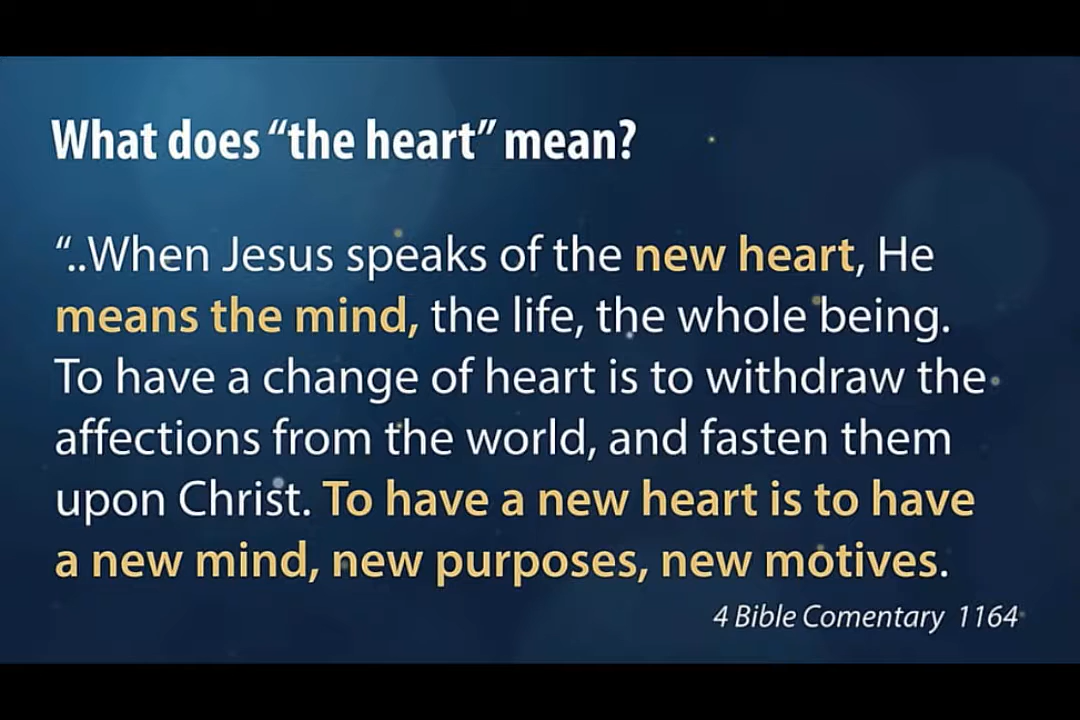 What does “the heart” mean?
“..When Jesus speaks of the new heart, He
means the mind, the life, the whole being.
To have a change of heart is to withdraw the
affections from the world, and fasten them
upon Christ. To have a new heart is to have
a new mind, new purposes, new motives.
4 Bible Comentary 1164